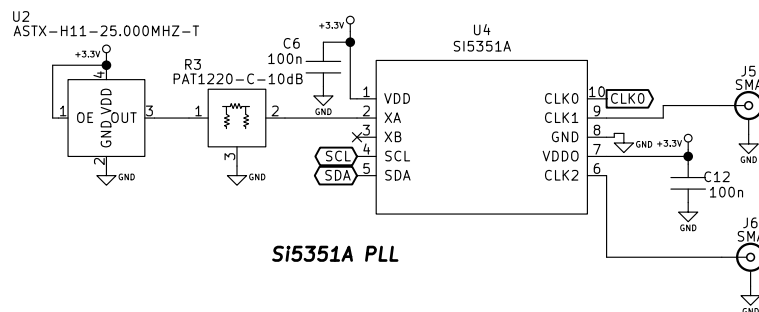 U2
ASTX-H11-25.000MHZ-T
+3.3V
4
1 OE VDD OUT 3
GND
2
GND
R3
PAT1220-C-10dB
1 2
3
GND
+3.3V
C6
100n
GND
U4
SI5351A
1 VDD
2 XA
3 XB
SCL 4 SCL
SDA 5 SDA
CLK0 10 CLK0
CLK1 9
GND 8 GND
VDDO 7
CLK2 6
+3.3V
C12
100n
GND
J5
SMA
GND
J6
SMA
GND
Si5351A PLL